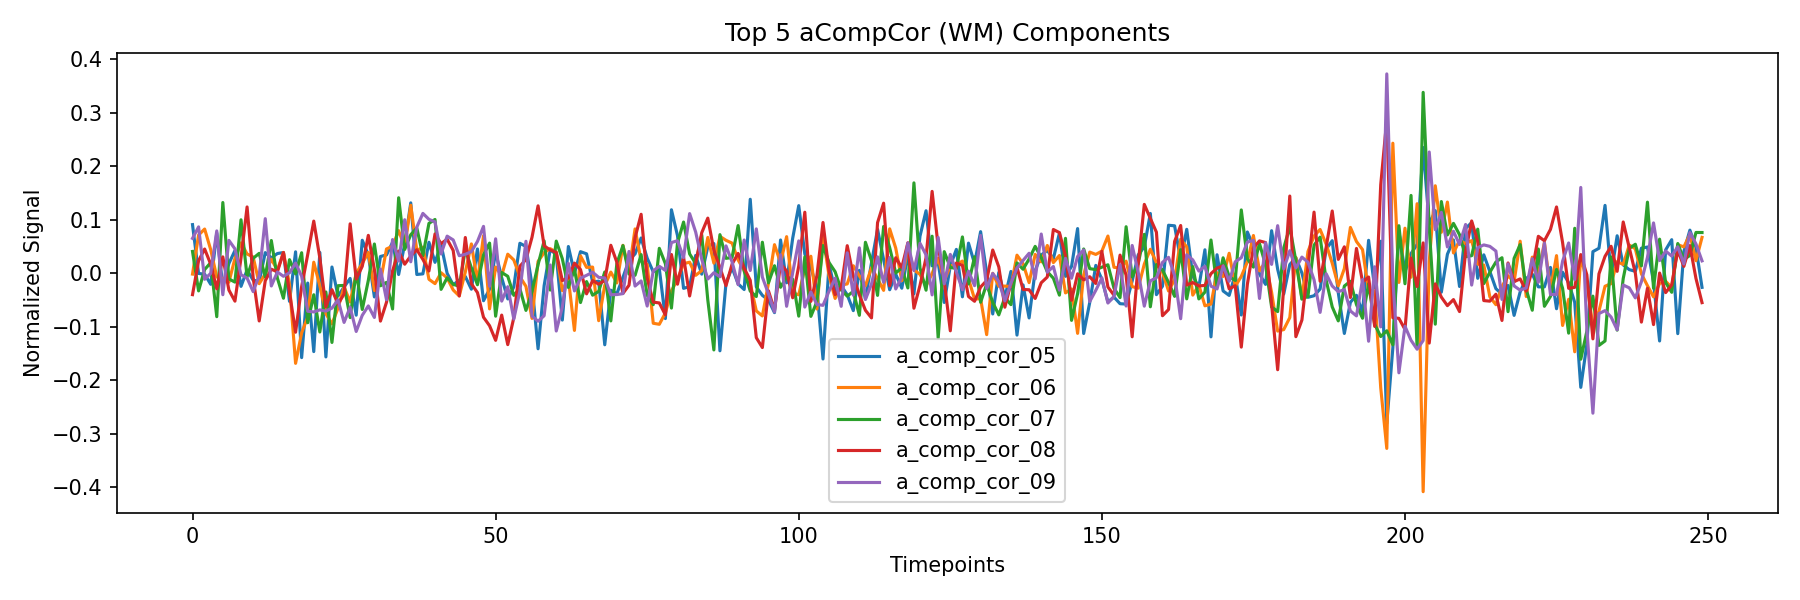 Top 5 aCompCor (WM) Components
Normalized Signal
0.4
0.3
0.2
0.1
0.0
−0.1
−0.2
−0.3
−0.4
a_comp_cor_05
a_comp_cor_06
a_comp_cor_07
a_comp_cor_08
a_comp_cor_09
0 50 100 150 200 250
Timepoints